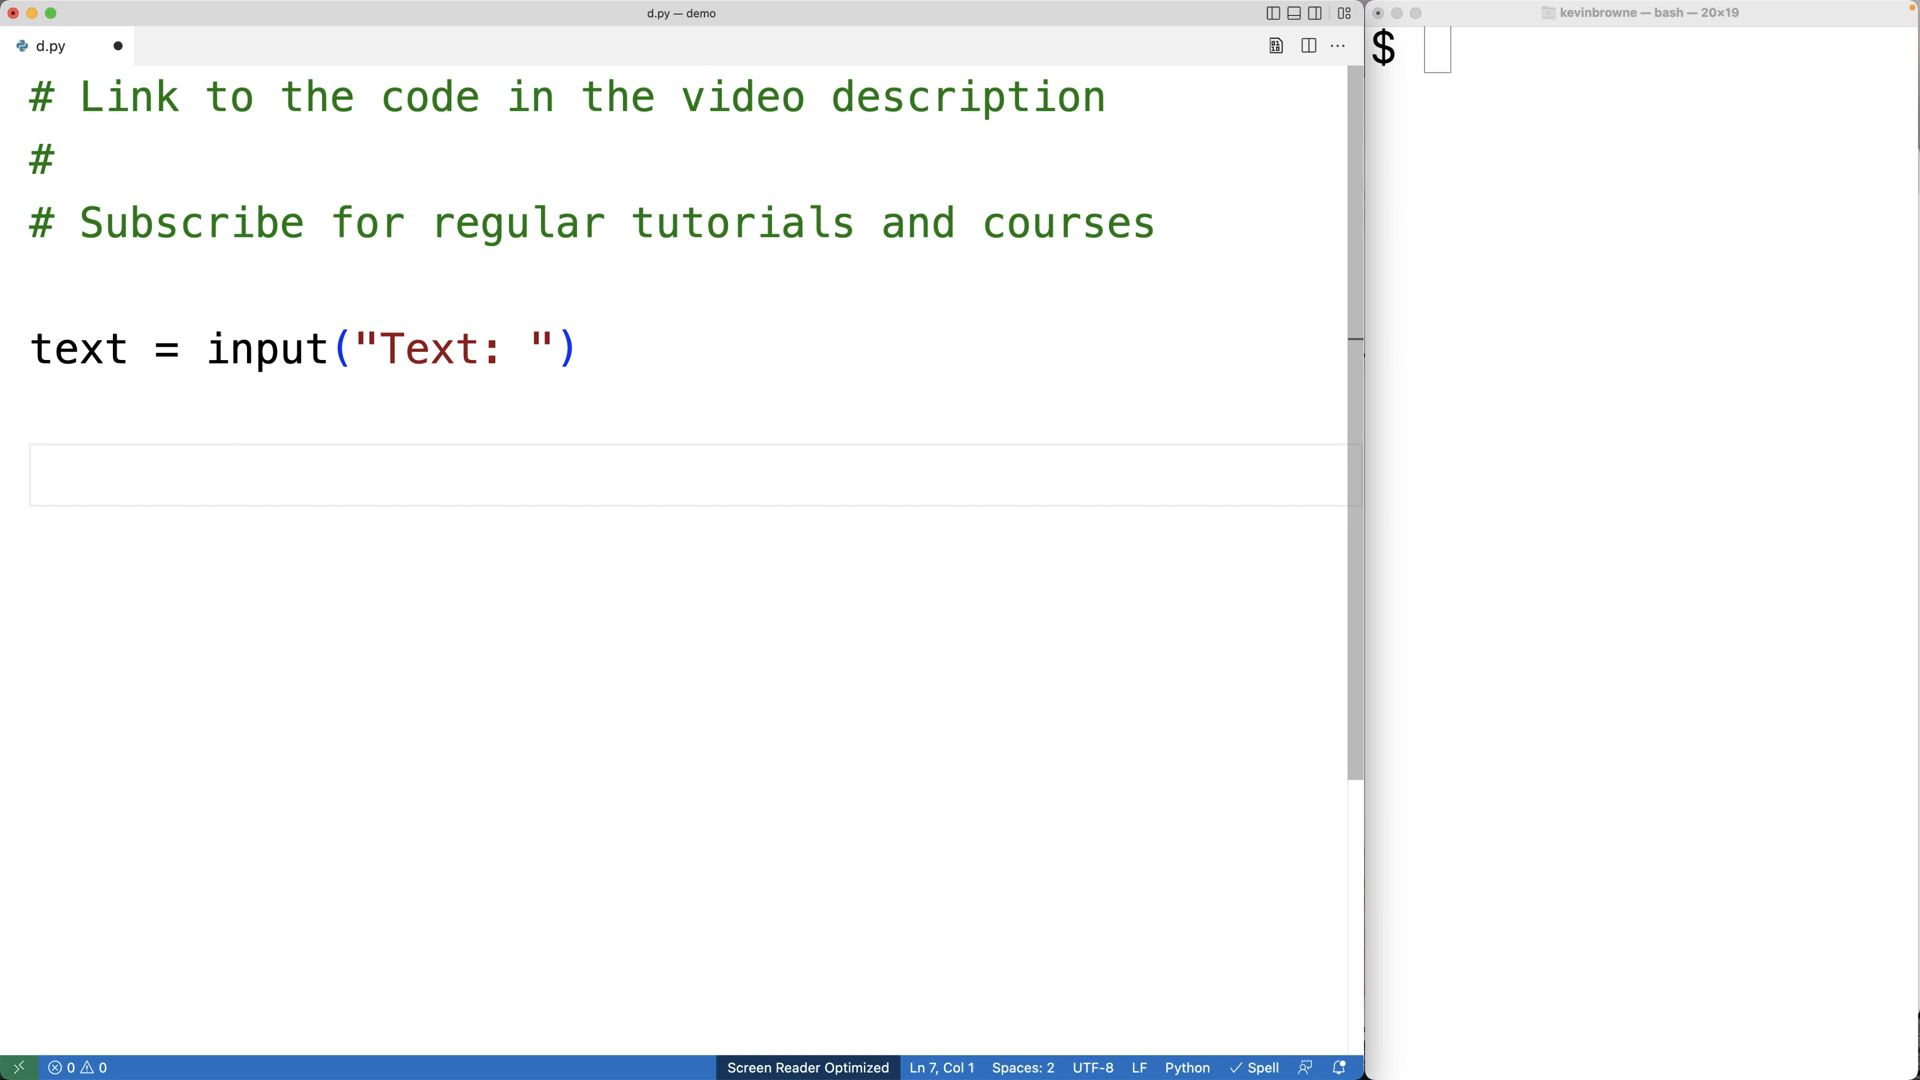 d.py — demo
kevinbrowne — bash — 20×19
d.py
$
# Link to the code in the video description
#
# Subscribe for regular tutorials and courses
text = input("Text: ")
0 0
Screen Reader Optimized
Ln 7, Col 1
Spaces: 2
UTF-8
LF
Python
Spell